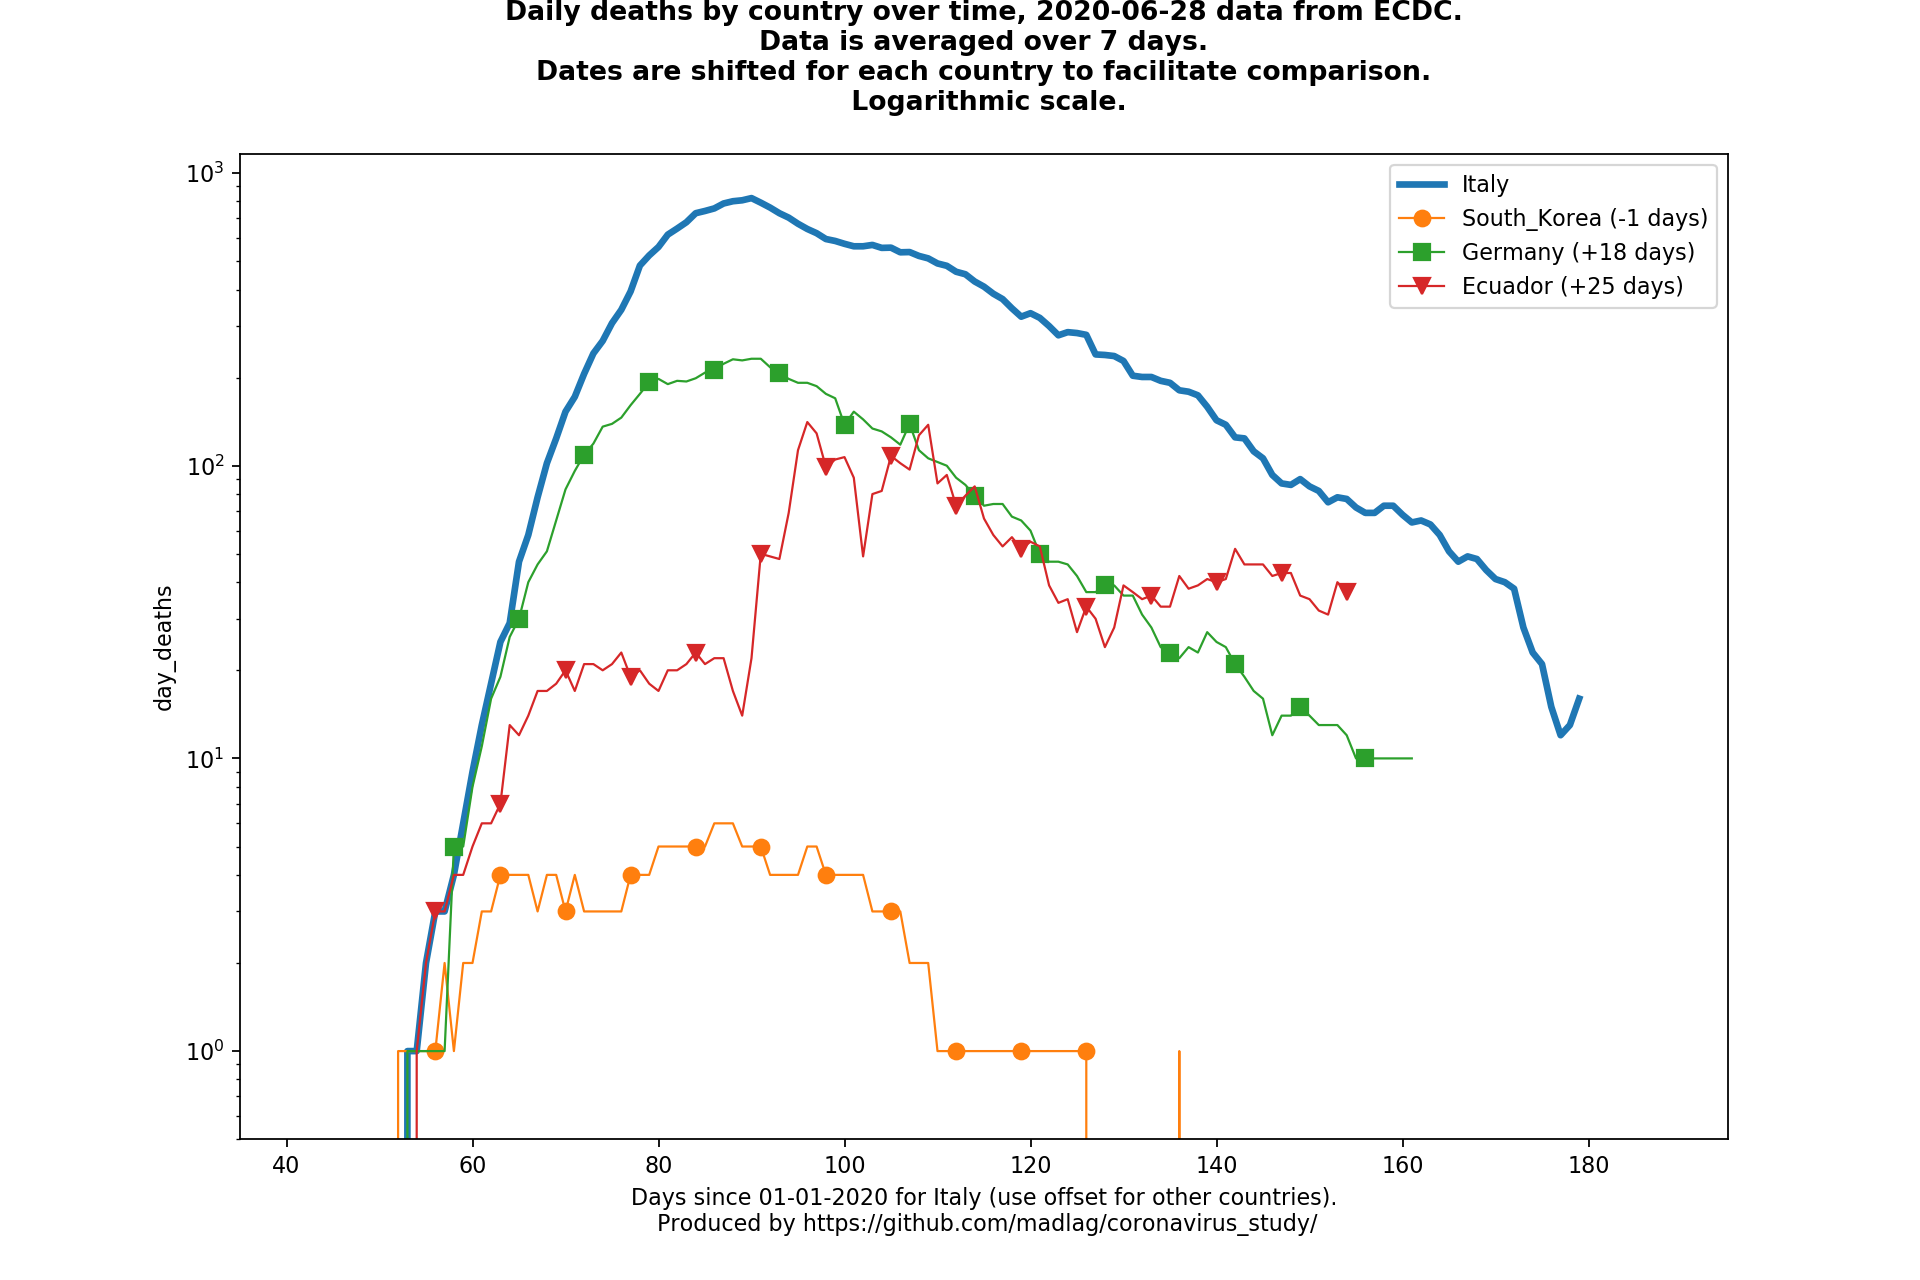 Daily deaths by country over time, 2020-06-28 data from ECDC.
Data is averaged over 7 days.
Dates are shifted for each country to facilitate comparison.
Logarithmic scale.
10³
10²
10¹
10⁰
day_deaths
Italy
South_Korea (-1 days)
Germany (+18 days)
Ecuador (+25 days)
40 60 80 100 120 140 160 180
Days since 01-01-2020 for Italy (use offset for other countries).
Produced by https://github.com/madlag/coronavirus_study/